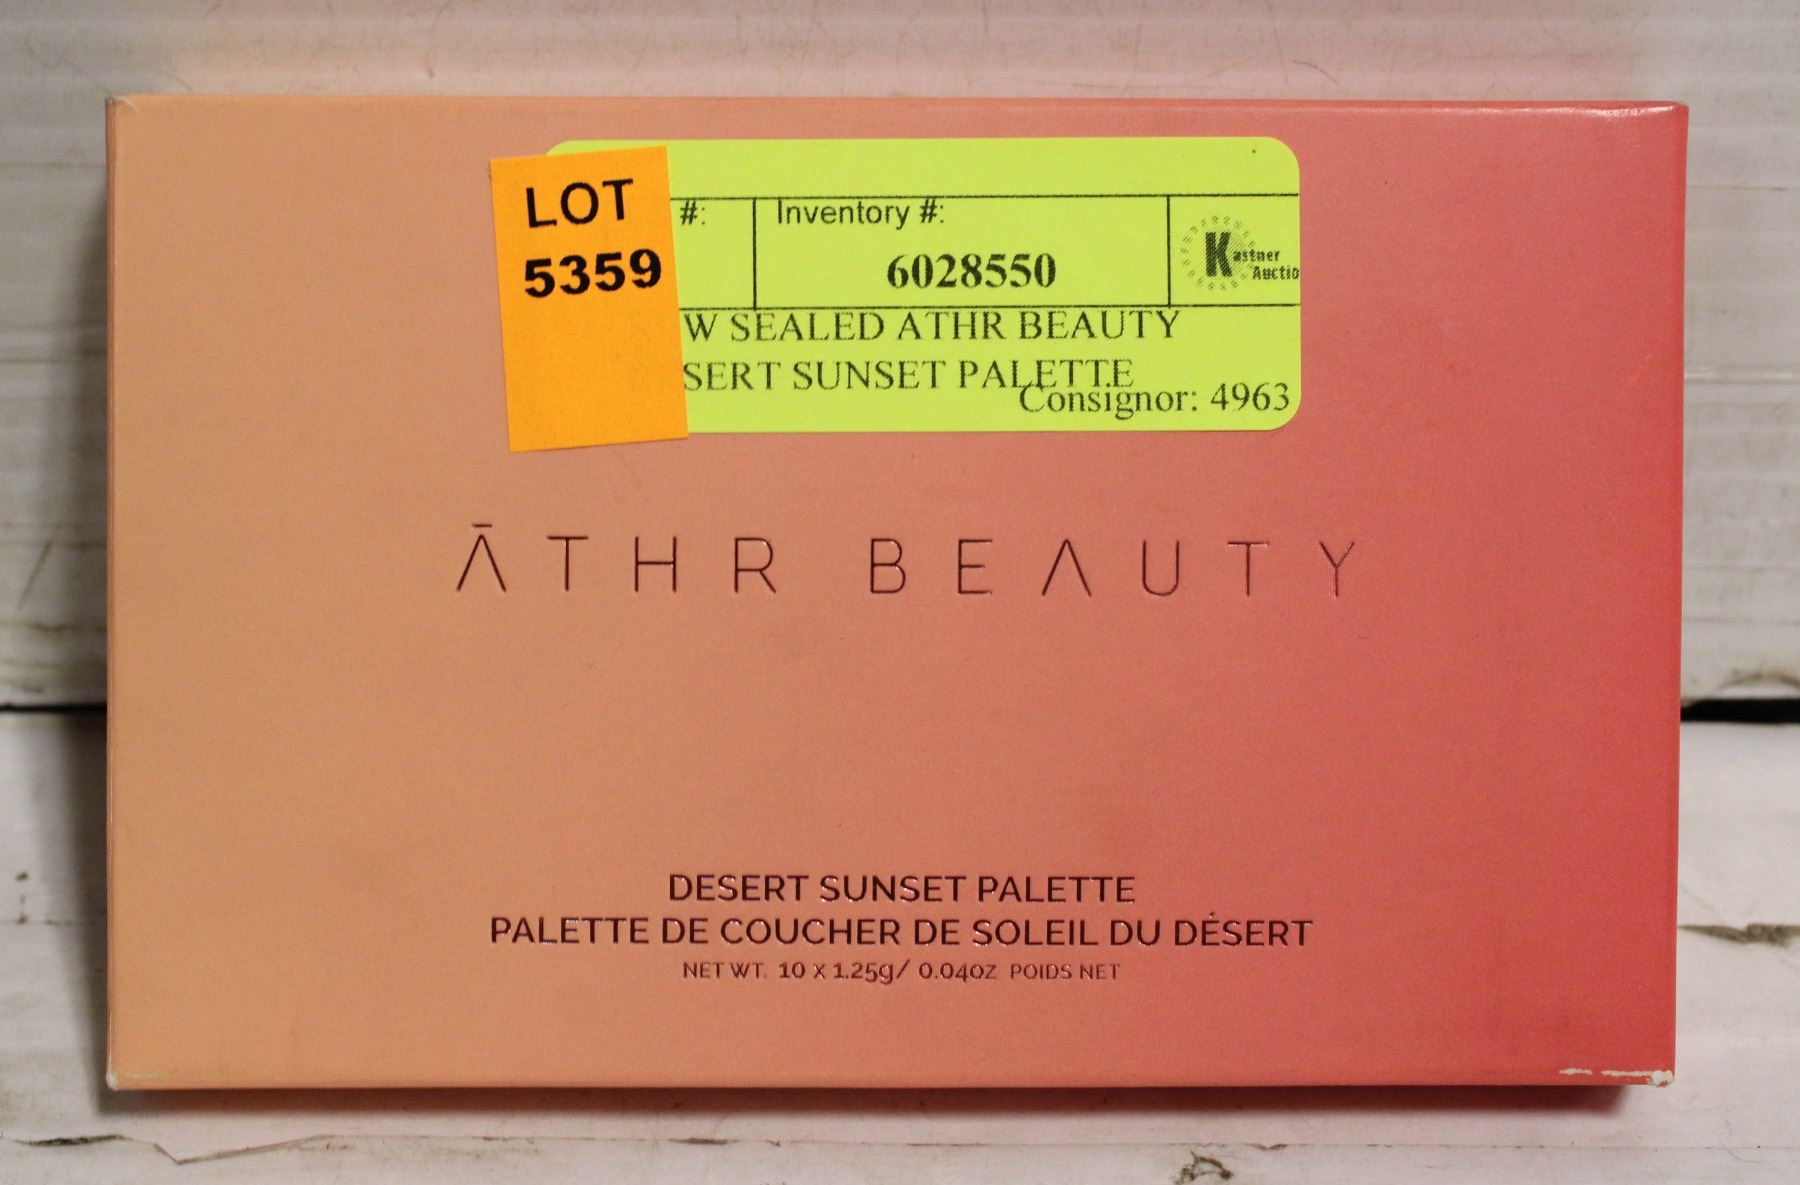 LOT
5359
#:
Inventory #:
6028550
Kastner
Auctio
W SEALED ATHR BEAUTY
SERT SUNSET PALETTE
Consignor: 4963
ĀTHR BEAUTY
DESERT SUNSET PALETTE
PALETTE DE COUCHER DE SOLEIL DU DÉSERT
NET WT. 10 x 1.25g/ 0.04OZ POIDS NET